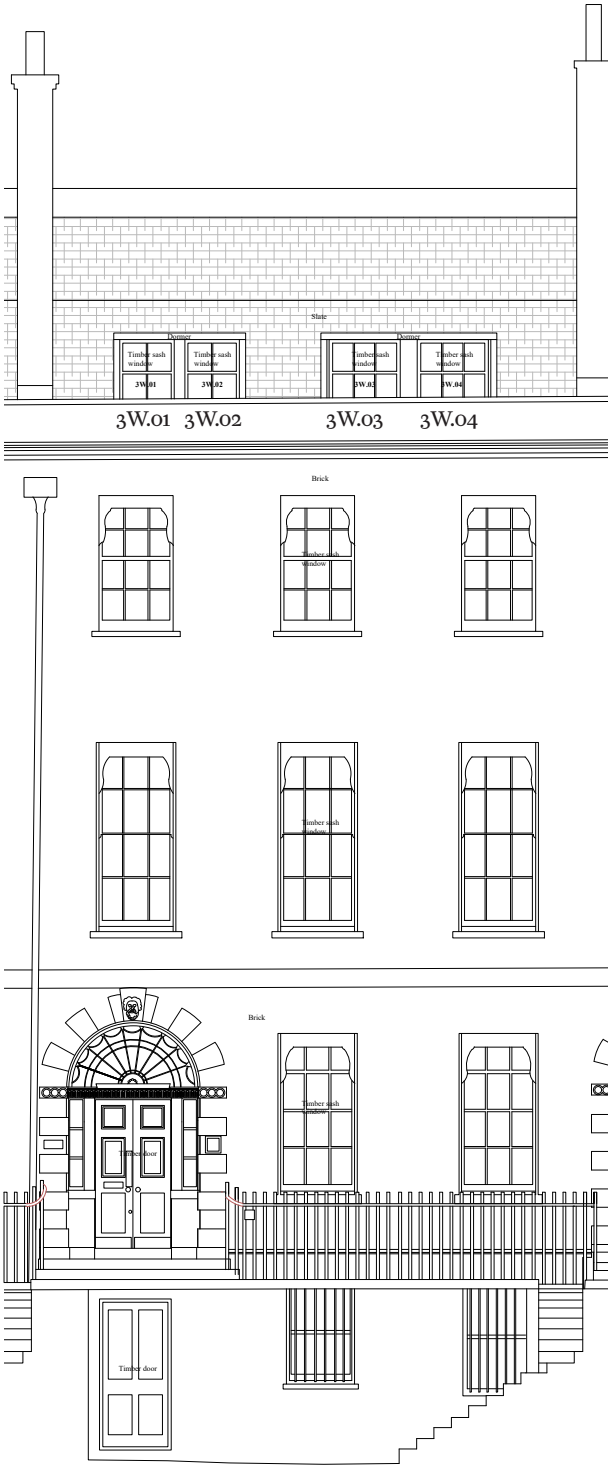 Slate
Dormer
Dormer
Timber sash
window
Timber sash
window
Timber sash
window
Timber sash
window
3W.01
3W.02
3W.03
3W.04
3W.01
3W.02
3W.03
3W.04
Brick
Timber sash
window
Timber sash
window
Brick
Timber sash
window
Timber door
Timber door